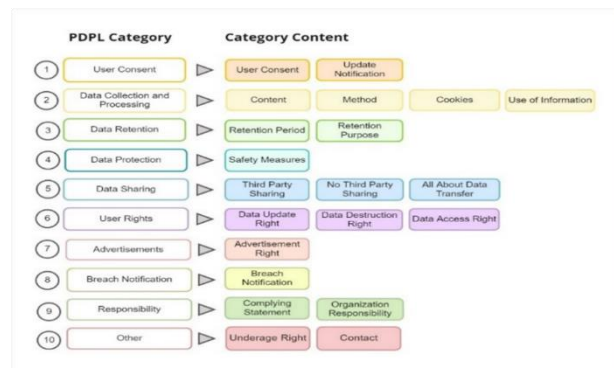 PDPL Category Category Content
1 User Consent User Consent Update Notification
2 Data Collection and Processing Content Method Cookies Use of Information
3 Data Retention Retention Period Retention Purpose
4 Data Protection Safety Measures
5 Data Sharing Third Party Sharing No Third Party Sharing All About Data Transfer
6 User Rights Data Update Right Data Destruction Right Data Access Right
7 Advertisements Advertisement Right
8 Breach Notification Breach Notification
9 Responsibility Complying Statement Organization Responsibility
10 Other Underage Right Contact